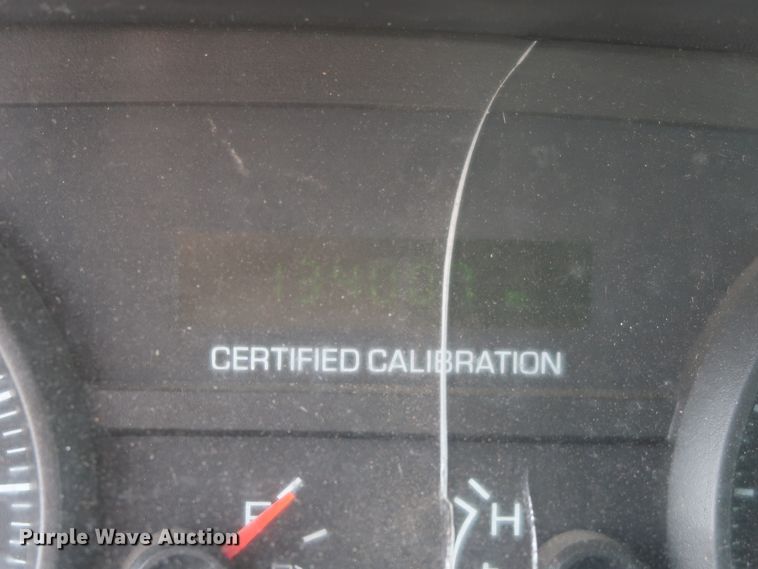 CERTIFIED CALIBRATION
F
H
Purple Wave Auction